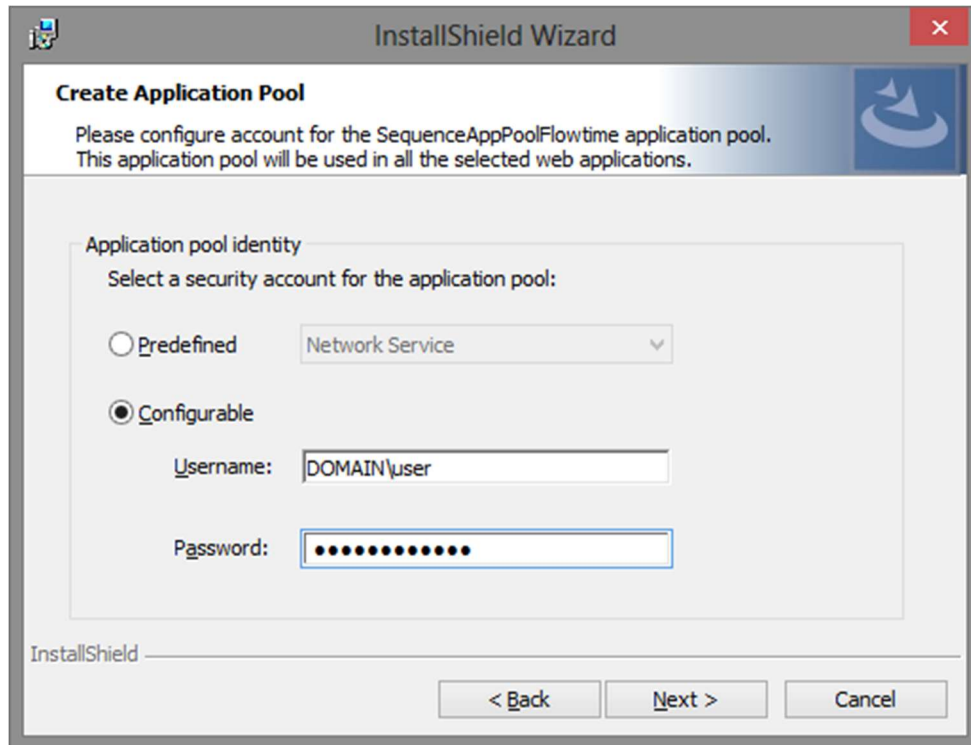 InstallShield Wizard
Create Application Pool
Please configure account for the SequenceAppPoolFlowtime application pool.
This application pool will be used in all the selected web applications.
Application pool identity
Select a security account for the application pool:
Predefined
Network Service
Configurable
Username:
DOMAIN\user
Password:
••••••••••••
InstallShield
< Back
Next >
Cancel